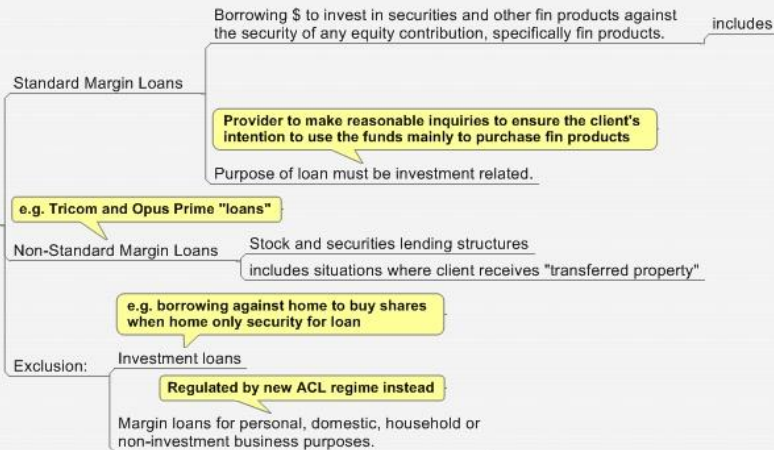 Borrowing $ to invest in securities and other fin products against
the security of any equity contribution, specifically fin products.
includes
Standard Margin Loans
Provider to make reasonable inquiries to ensure the client's
intention to use the funds mainly to purchase fin products
Purpose of loan must be investment related.
e.g. Tricom and Opus Prime "loans"
Non-Standard Margin Loans
Stock and securities lending structures
includes situations where client receives "transferred property"
e.g. borrowing against home to buy shares
when home only security for loan
Exclusion:
Investment loans
Regulated by new ACL regime instead
Margin loans for personal, domestic, household or
non-investment business purposes.